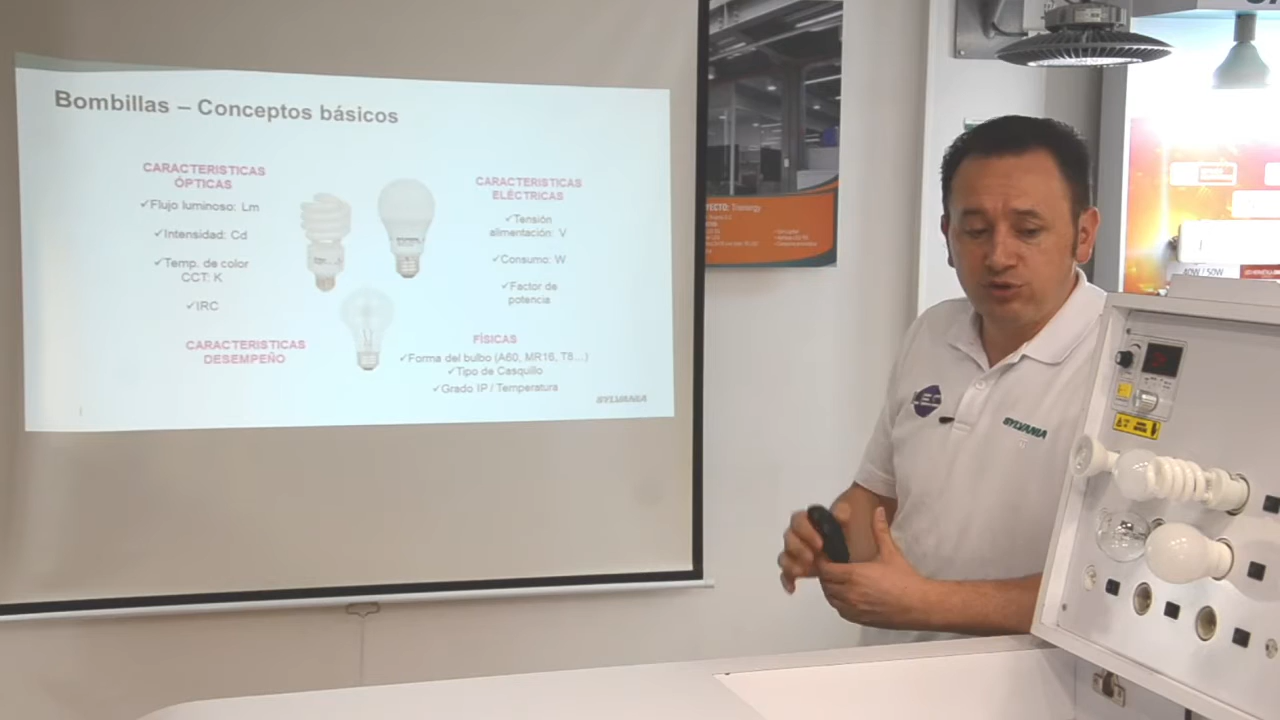 Bombillas – Conceptos básicos
CARACTERISTICAS
ÓPTICAS
✓Flujo luminoso: Lm
✓Intensidad: Cd
✓Temp. de color
CCT: K
✓IRC
CARACTERISTICAS
ELÉCTRICAS
✓Tensión
alimentación: V
✓Consumo: W
✓Factor de
potencia
CARACTERISTICAS
DESEMPEÑO
FÍSICAS
✓Forma del bulbo (A60, MR16, T8...)
✓Tipo de Casquillo
✓Grado IP / Temperatura
SYLVANIA
SYLVANIA
40W / 50W